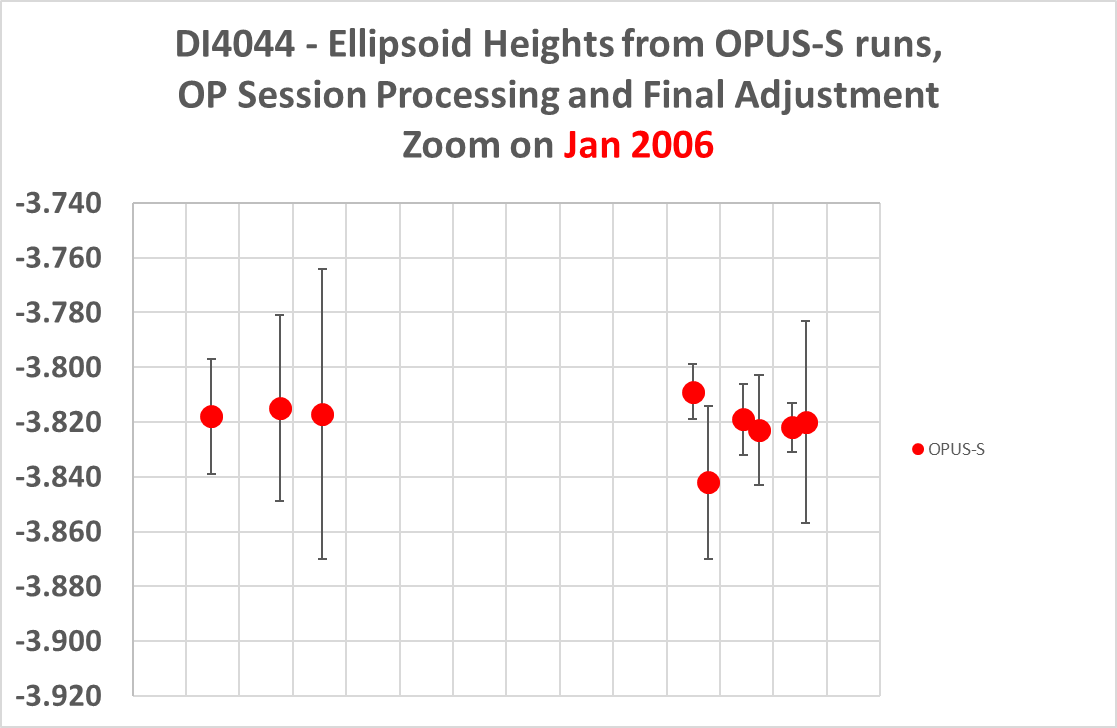 DI4044 - Ellipsoid Heights from OPUS-S runs,
OP Session Processing and Final Adjustment
Zoom on Jan 2006
-3.740
-3.760
-3.780
-3.800
-3.820
-3.840
-3.860
-3.880
-3.900
-3.920
OPUS-S